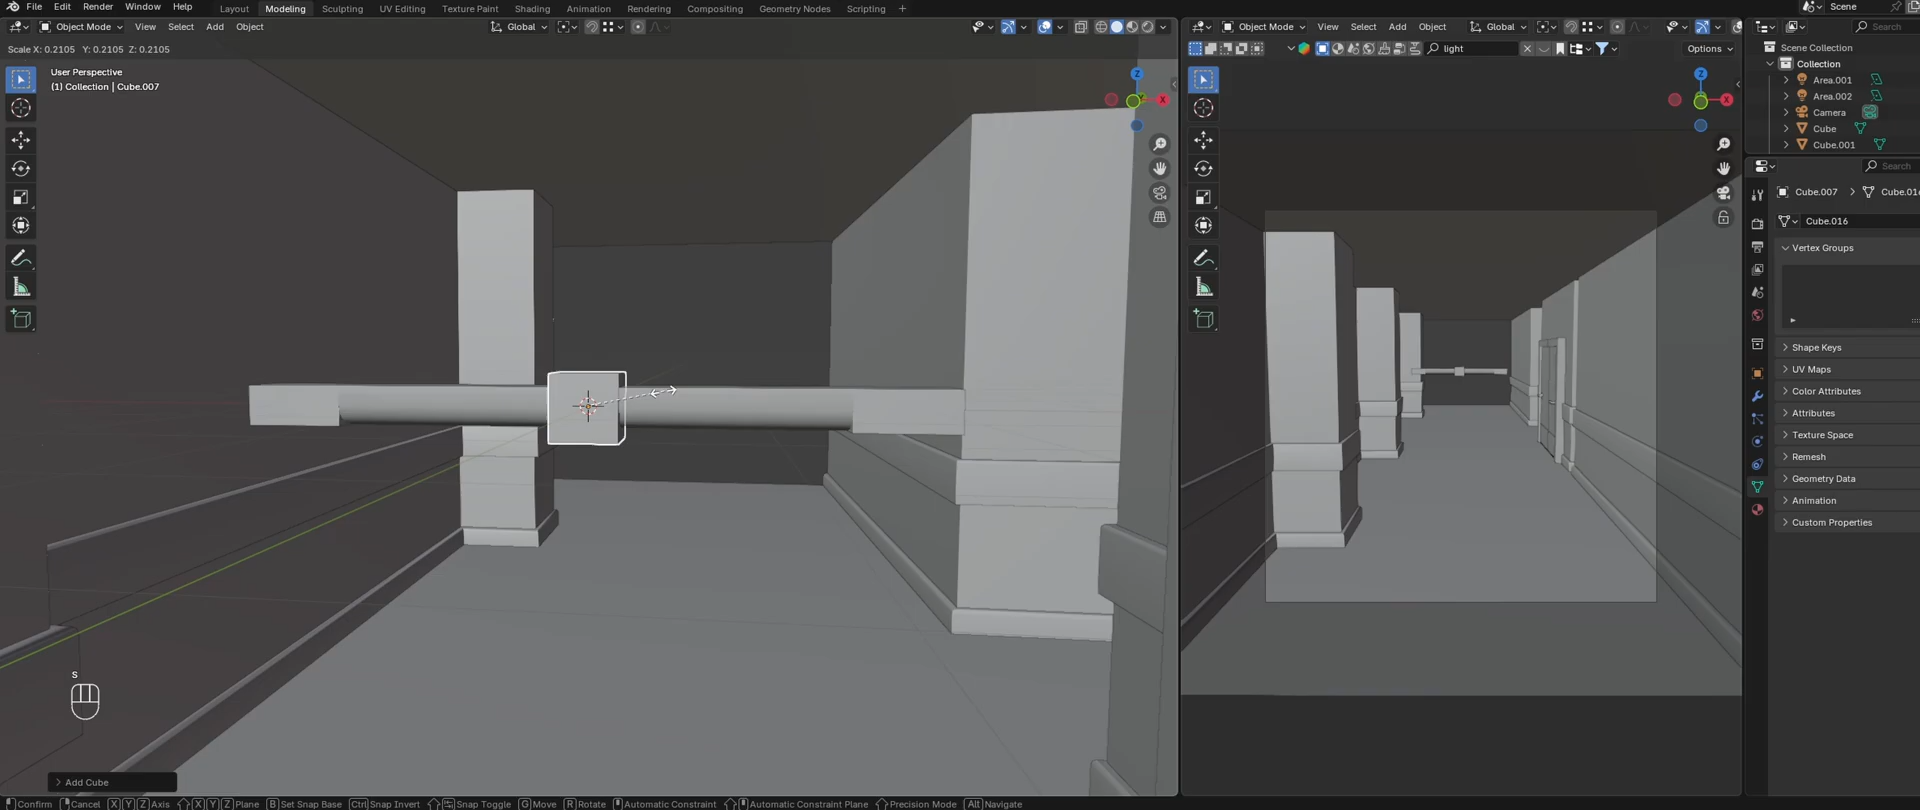 File Edit Render Window Help Layout Modeling Sculpting UV Editing Texture Paint Shading Animation Rendering Compositing Geometry Nodes Scripting + Scene
Object Mode View Select Add Object Global
Object Mode View Select Add Object Global Search
Scale X: 0.2105 Y: 0.2105 Z: 0.2105
light Options
Scene Collection
Collection
Area.001
Area.002
Camera
Cube
Cube.001
User Perspective
(1) Collection | Cube.007
Z
X
Z
X
Search
Cube.007 > Cube.01
Cube.016
Vertex Groups
Shape Keys
UV Maps
Color Attributes
Attributes
Texture Space
Remesh
Geometry Data
Animation
Custom Properties
s
Add Cube
Confirm Cancel X Y Z Axis X Y Z Plane B Set Snap Base Ctrl Snap Invert Snap Toggle G Move R Rotate Automatic Constraint Automatic Constraint Plane Precision Mode Alt Navigate